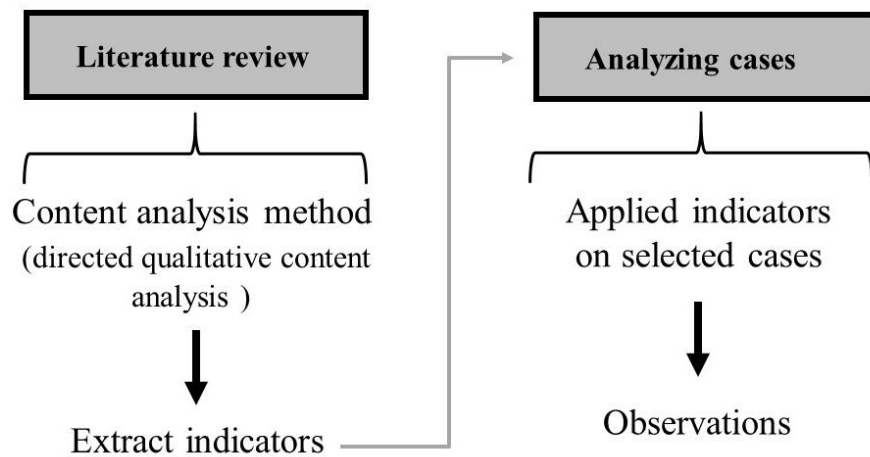 Literature review
Content analysis method
(directed qualitative content
analysis )
Extract indicators
Analyzing cases
Applied indicators
on selected cases
Observations